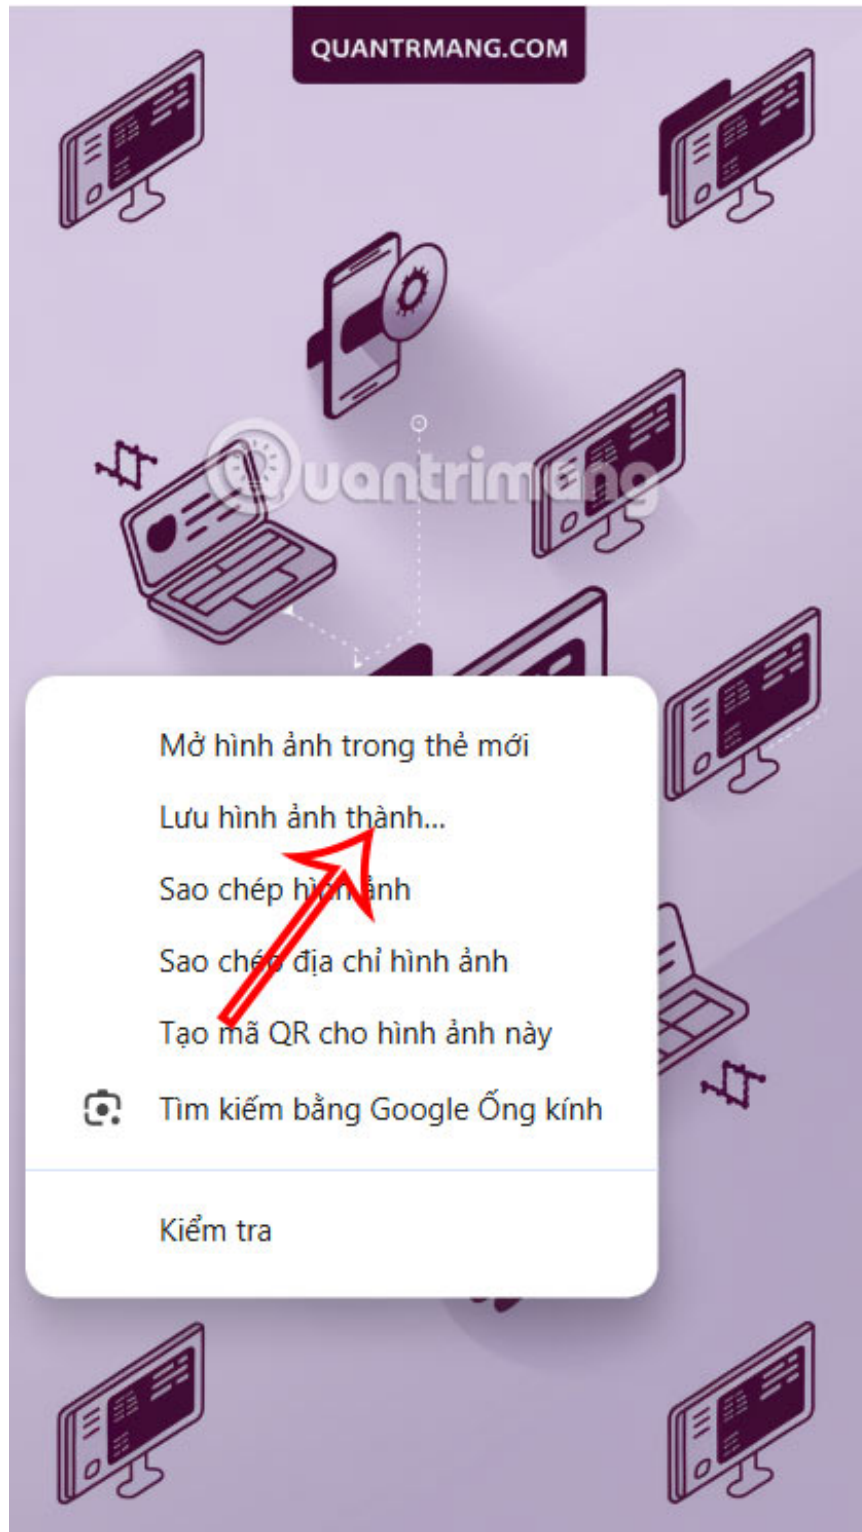 QUANTRMANG.COM
Quantrimang
Mở hình ảnh trong thẻ mới
Lưu hình ảnh thành...
Sao chép hình ảnh
Sao chép địa chỉ hình ảnh
Tạo mã QR cho hình ảnh này
Tìm kiếm bằng Google Ống kính
Kiểm tra